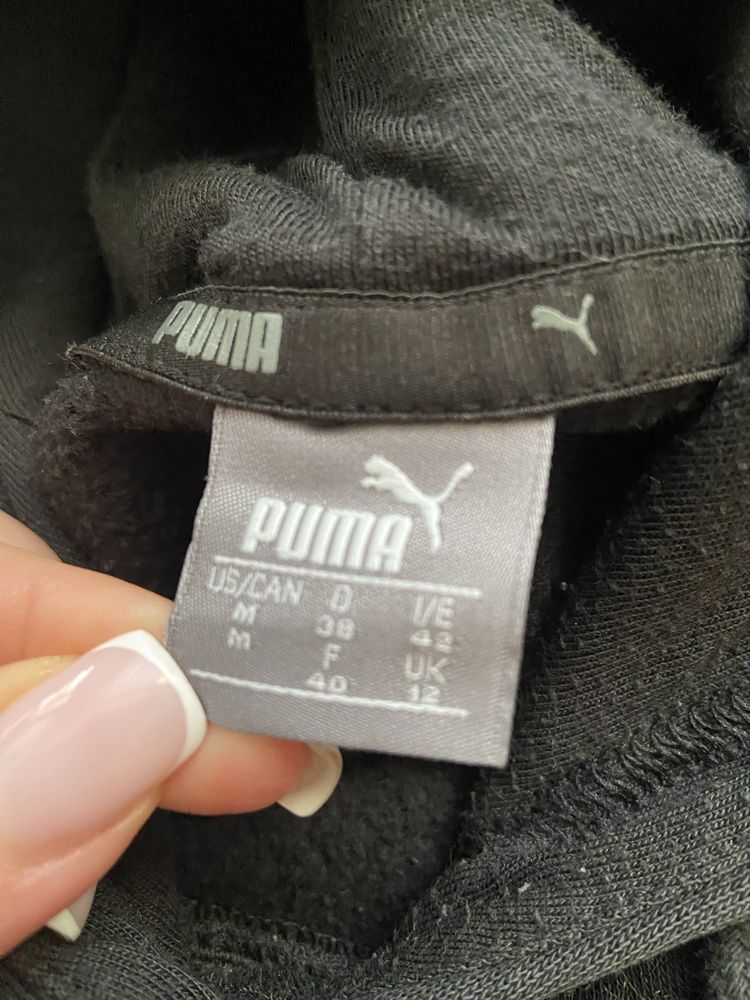 PUMA
PUMA
US/CAN D I/E
M 38 42
M F UK
40 12